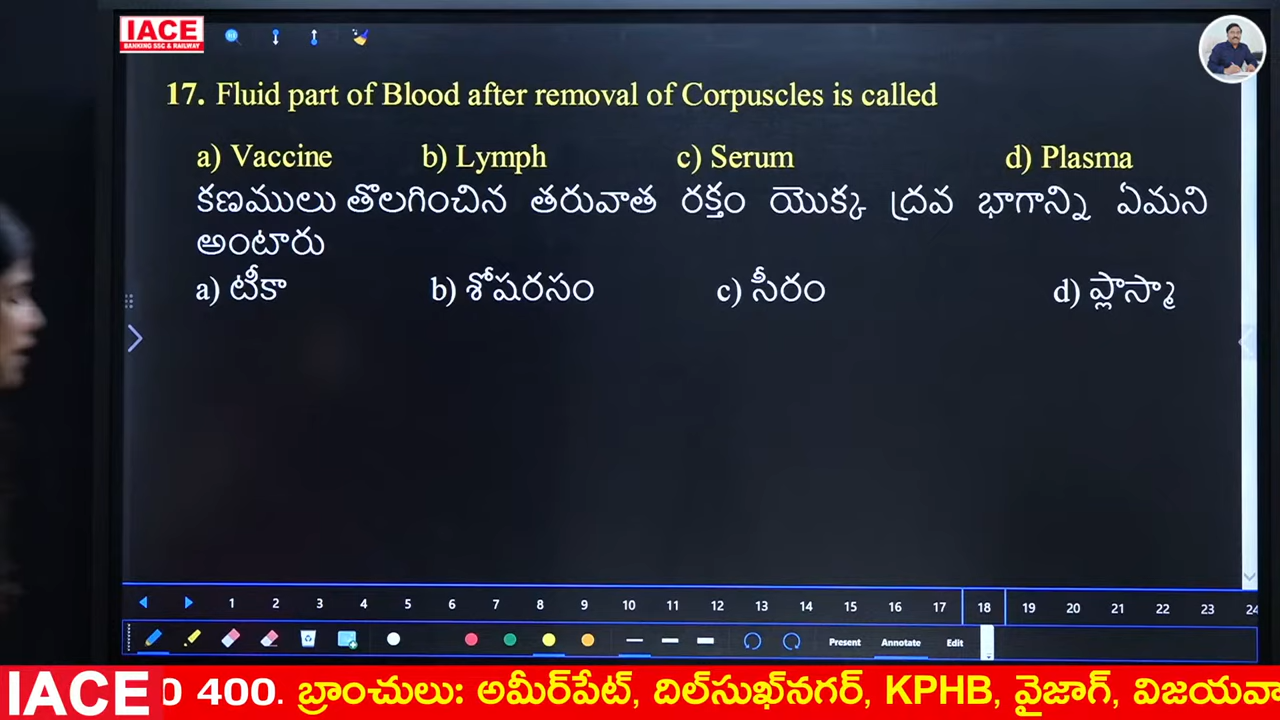 IACE
BANKING SSC & RAILWAY
17. Fluid part of Blood after removal of Corpuscles is called
a) Vaccine b) Lymph c) Serum d) Plasma
కణములు తొలగించిన తరువాత రక్తం యొక్క ద్రవ భాగాన్ని ఏమని
అంటారు
a) టీకా b) శోషరసం c) సీరం d) ప్లాస్మా
1 2 3 4 5 6 7 8 9 10 11 12 13 14 15 16 17 18 19 20 21 22 23 24
Present Annotate Edit
IACE 0 400. బ్రాంచులు: అమీర్‌పేట్, దిల్‌సుఖ్‌నగర్, KPHB, వైజాగ్, విజయవా